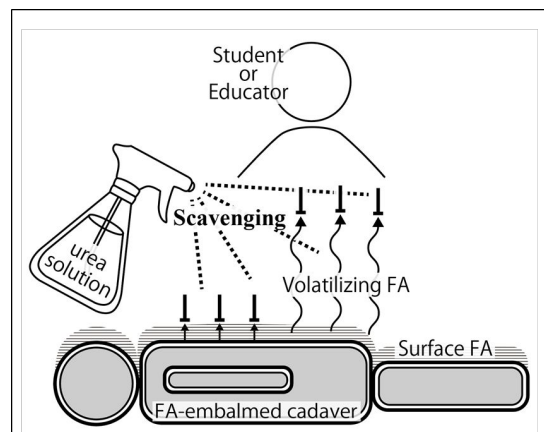 Student
or
Educator
Scavenging
urea
solution
Volatilizing FA
Surface FA
FA-embalmed cadaver